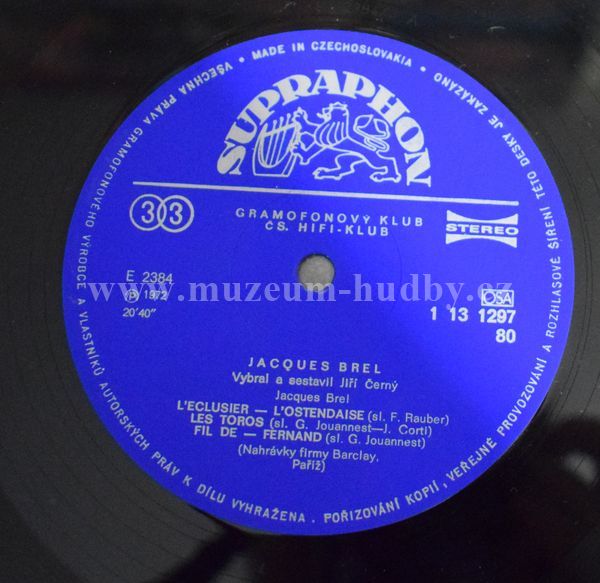 VŠECHNA PRÁVA GRAMOFONOVÉHO VÝROBCE A VLASTNÍKŮ AUTORSKÝCH PRÁV K DÍLU VYHRAŽENA. POŘIZOVÁNÍ KOPIÍ, VEŘEJNÉ PROVOZOVÁNÍ A ROZHLASOVÉ ŠÍŘENÍ TÉTO DESKY JE ZAKÁZÁNO
• MADE IN CZECHOSLOVAKIA •
SUPRAPHON
33
GRAMOFONOVÝ KLUB
ČS. HIFI-KLUB
STEREO
E 2384
Ⓟ 1972
20'40"
www.muzeum-hudby.cz
OSA
1 13 1297
80
JACQUES BREL
Vybral a sestavil Jiří Černý
Jacques Brel
L'ECLUSIER — L'OSTENDAISE (sl. F. Rauber)
LES TOROS (sl. G. Jouannest—J. Corti)
FIL DE — FERNAND (sl. G. Jouannest)
(Nahrávky firmy Barclay,
Paříž)